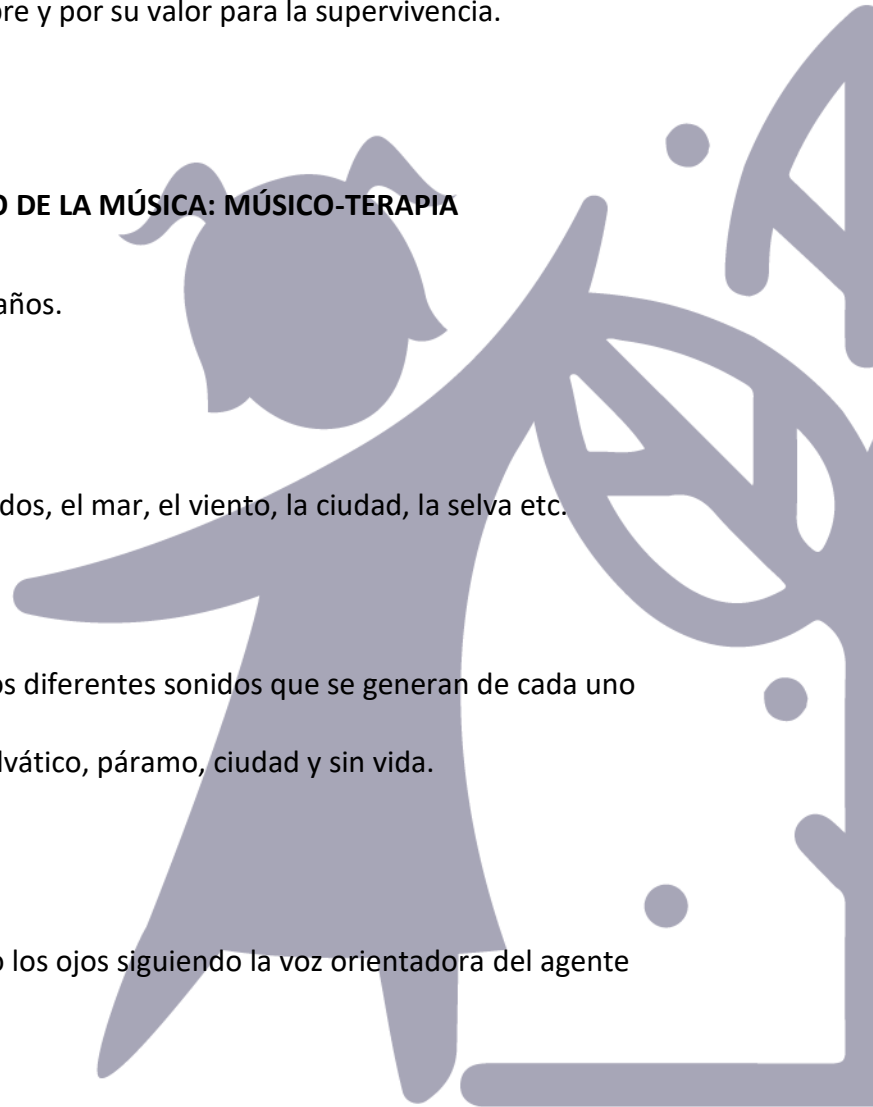 re y por su valor para la supervivencia.
O DE LA MÚSICA: MÚSICO-TERAPIA
años.
dos, el mar, el viento, la ciudad, la selva etc.
os diferentes sonidos que se generan de cada uno
lvático, páramo, ciudad y sin vida.
o los ojos siguiendo la voz orientadora del agente